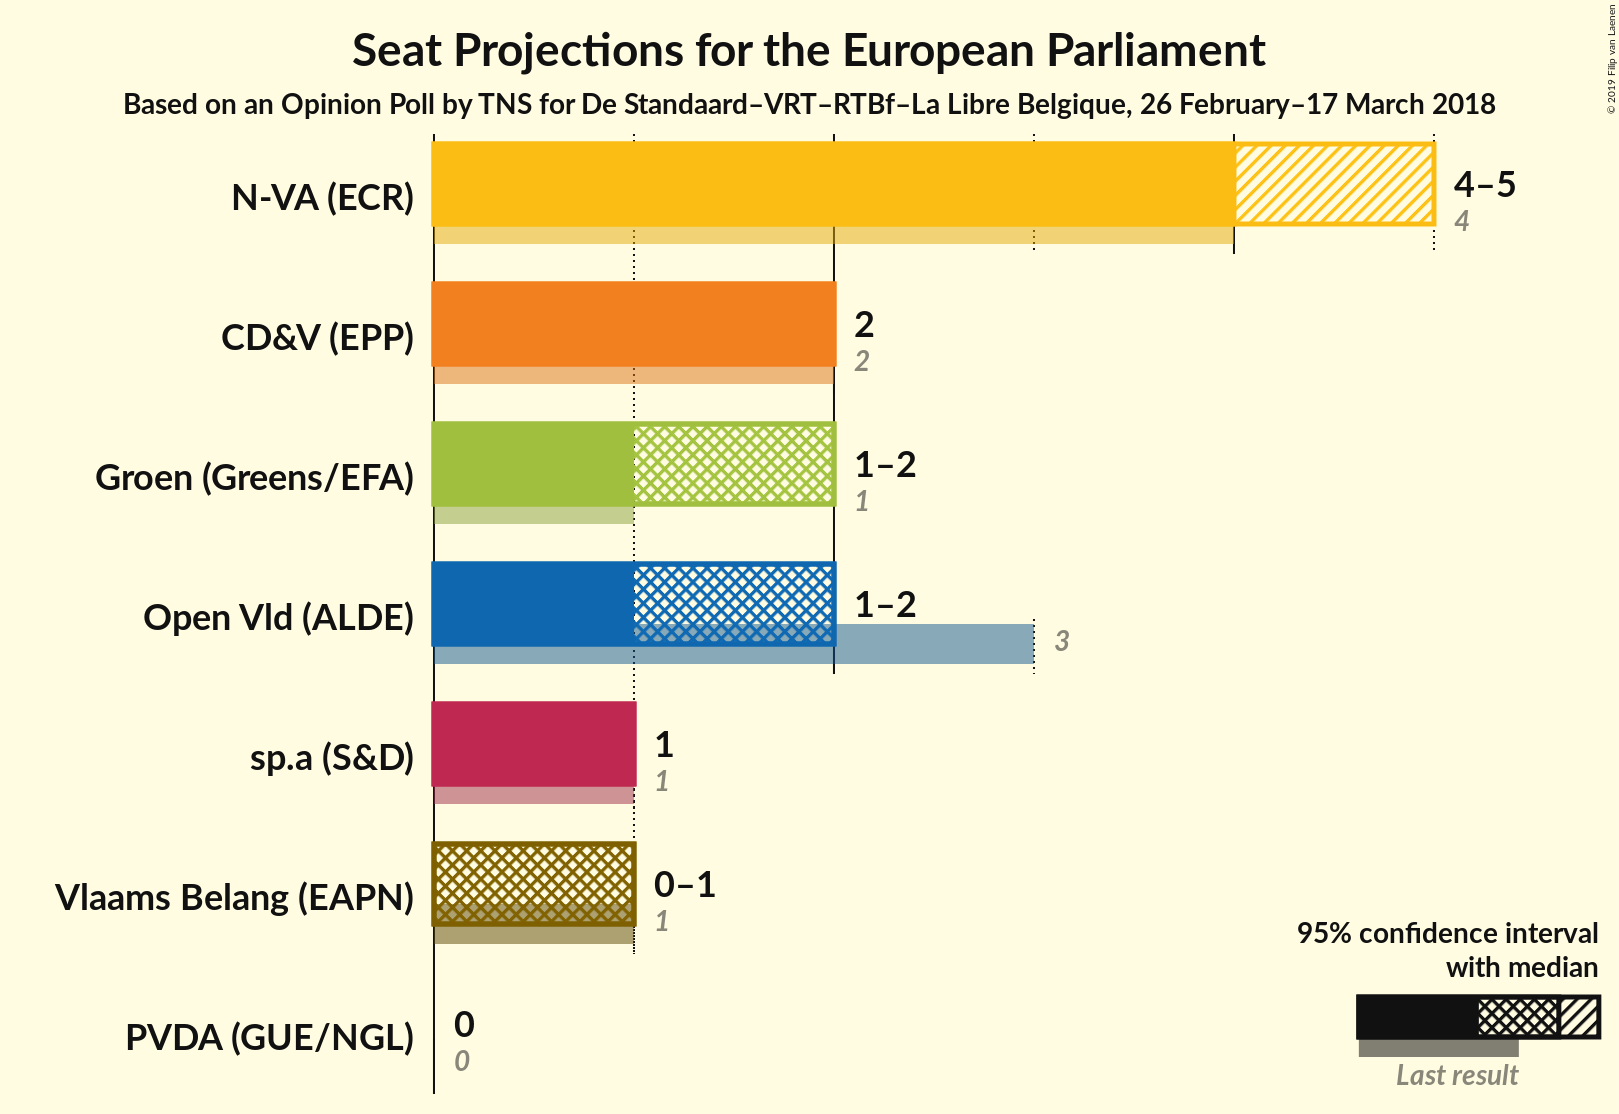 Seat Projections for the European Parliament
Based on an Opinion Poll by TNS for De Standaard–VRT–RTBf–La Libre Belgique, 26 February–17 March 2018
© 2019 Filip van Laenen
N-VA (ECR)
4–5
4
CD&V (EPP)
2
2
Groen (Greens/EFA)
1–2
1
Open Vld (ALDE)
1–2
3
sp.a (S&D)
1
1
Vlaams Belang (EAPN)
0–1
1
PVDA (GUE/NGL)
0
0
95% confidence interval
with median
Last result